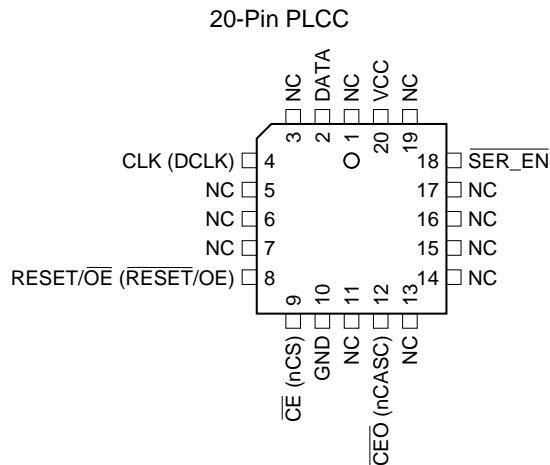 20-Pin PLCC
NC
DATA
NC
VCC
NC
3
2
1
20
19
CLK (DCLK) 4
18 SER_EN
NC 5
17 NC
NC 6
16 NC
NC 7
15 NC
RESET/OE (RESET/OE) 8
14 NC
9
10
11
12
13
CE (nCS)
GND
NC
CEO (nCASC)
NC